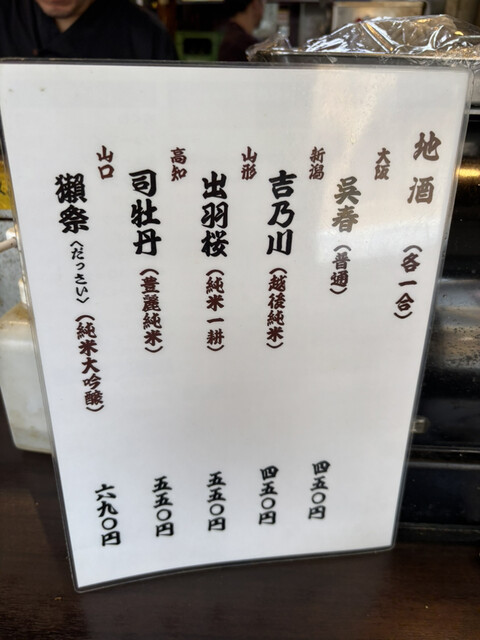 地酒（各一合）
大阪 呉春（普通） 四五〇円
新潟 吉乃川（越後純米） 四五〇円
山形 出羽桜（純米一耕） 五五〇円
高知 司牡丹（豊麗純米） 五五〇円
山口 獺祭〈だっさい〉（純米大吟醸） 六九〇円